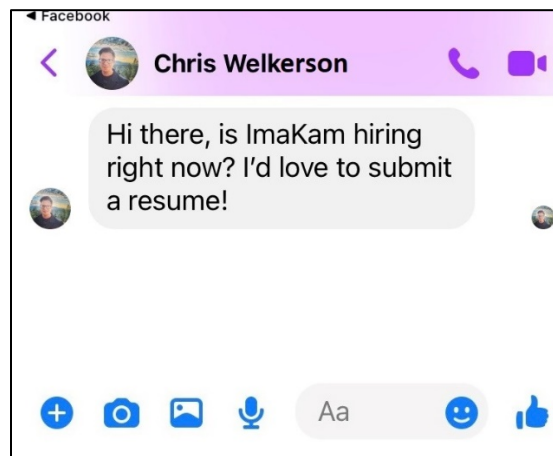 ◀ Facebook
Chris Welkerson
Hi there, is ImaKam hiring
right now? I’d love to submit
a resume!
Aa